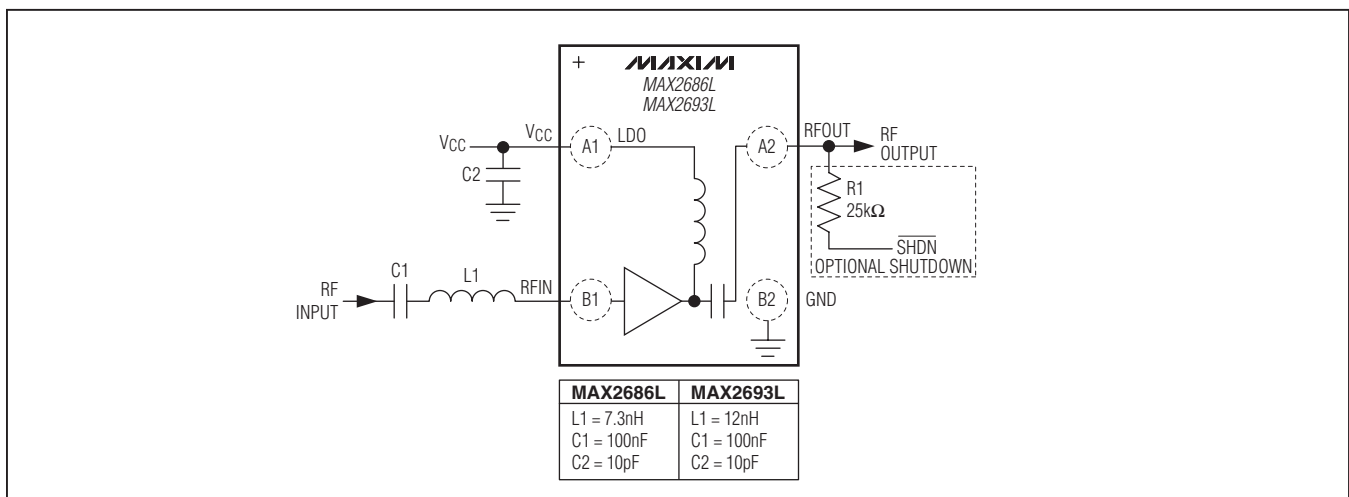 + MAXIM
MAX2686L
MAX2693L
VCC
VCC
A1
LDO
A2
RFOUT
RF
OUTPUT
C2
R1
25kΩ
SHDN
OPTIONAL SHUTDOWN
RF
INPUT
C1
L1
RFIN
B1
B2
GND
MAX2686L MAX2693L
L1 = 7.3nH L1 = 12nH
C1 = 100nF C1 = 100nF
C2 = 10pF C2 = 10pF